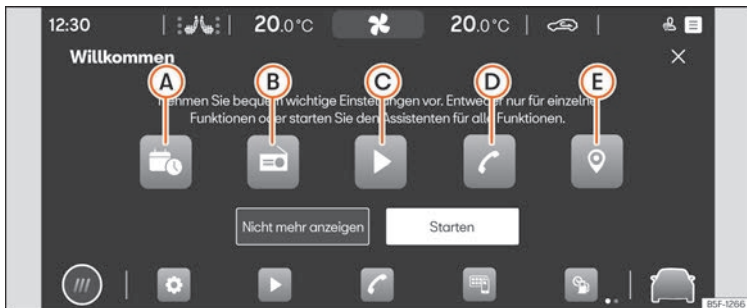 12:30
20.0°C
20.0°C
Willkommen
A
B
C
D
E
Nehmen Sie bequem wichtige Einstellungen vor. Entweder nur für einzelne
Funktionen oder starten Sie den Assistenten für alle Funktionen.
Nicht mehr anzeigen
Starten
B5F-1266